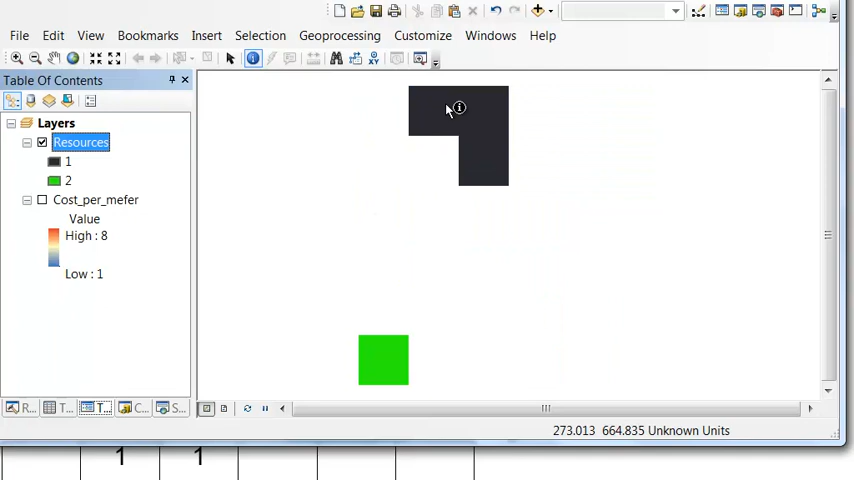 File Edit View Bookmarks Insert Selection Geoprocessing Customize Windows Help
Table Of Contents
Layers
Resources
1
2
Cost_per_mefer
Value
High : 8
Low : 1
R... T... T... C... S...
273.013 664.835 Unknown Units
1 1